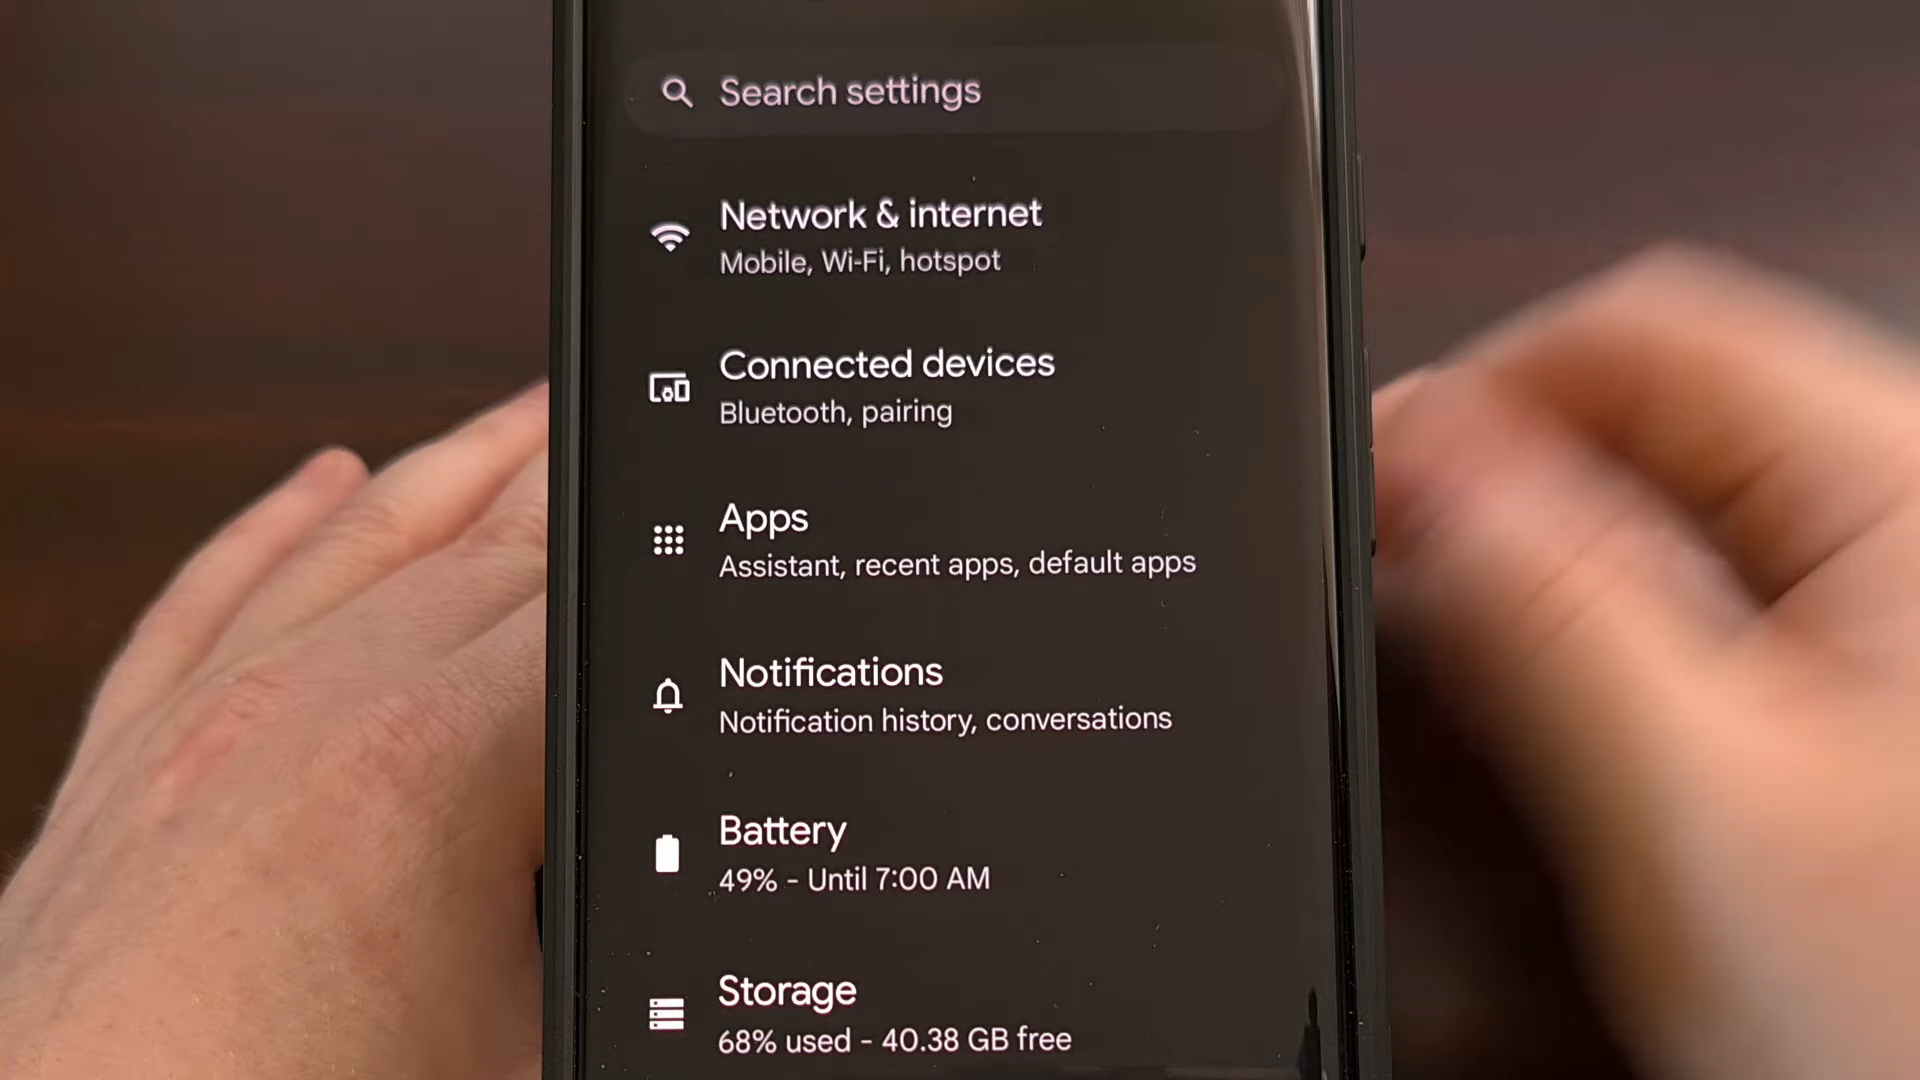 Search settings
Network & internet
Mobile, Wi-Fi, hotspot
Connected devices
Bluetooth, pairing
Apps
Assistant, recent apps, default apps
Notifications
Notification history, conversations
Battery
49% - Until 7:00 AM
Storage
68% used - 40.38 GB free